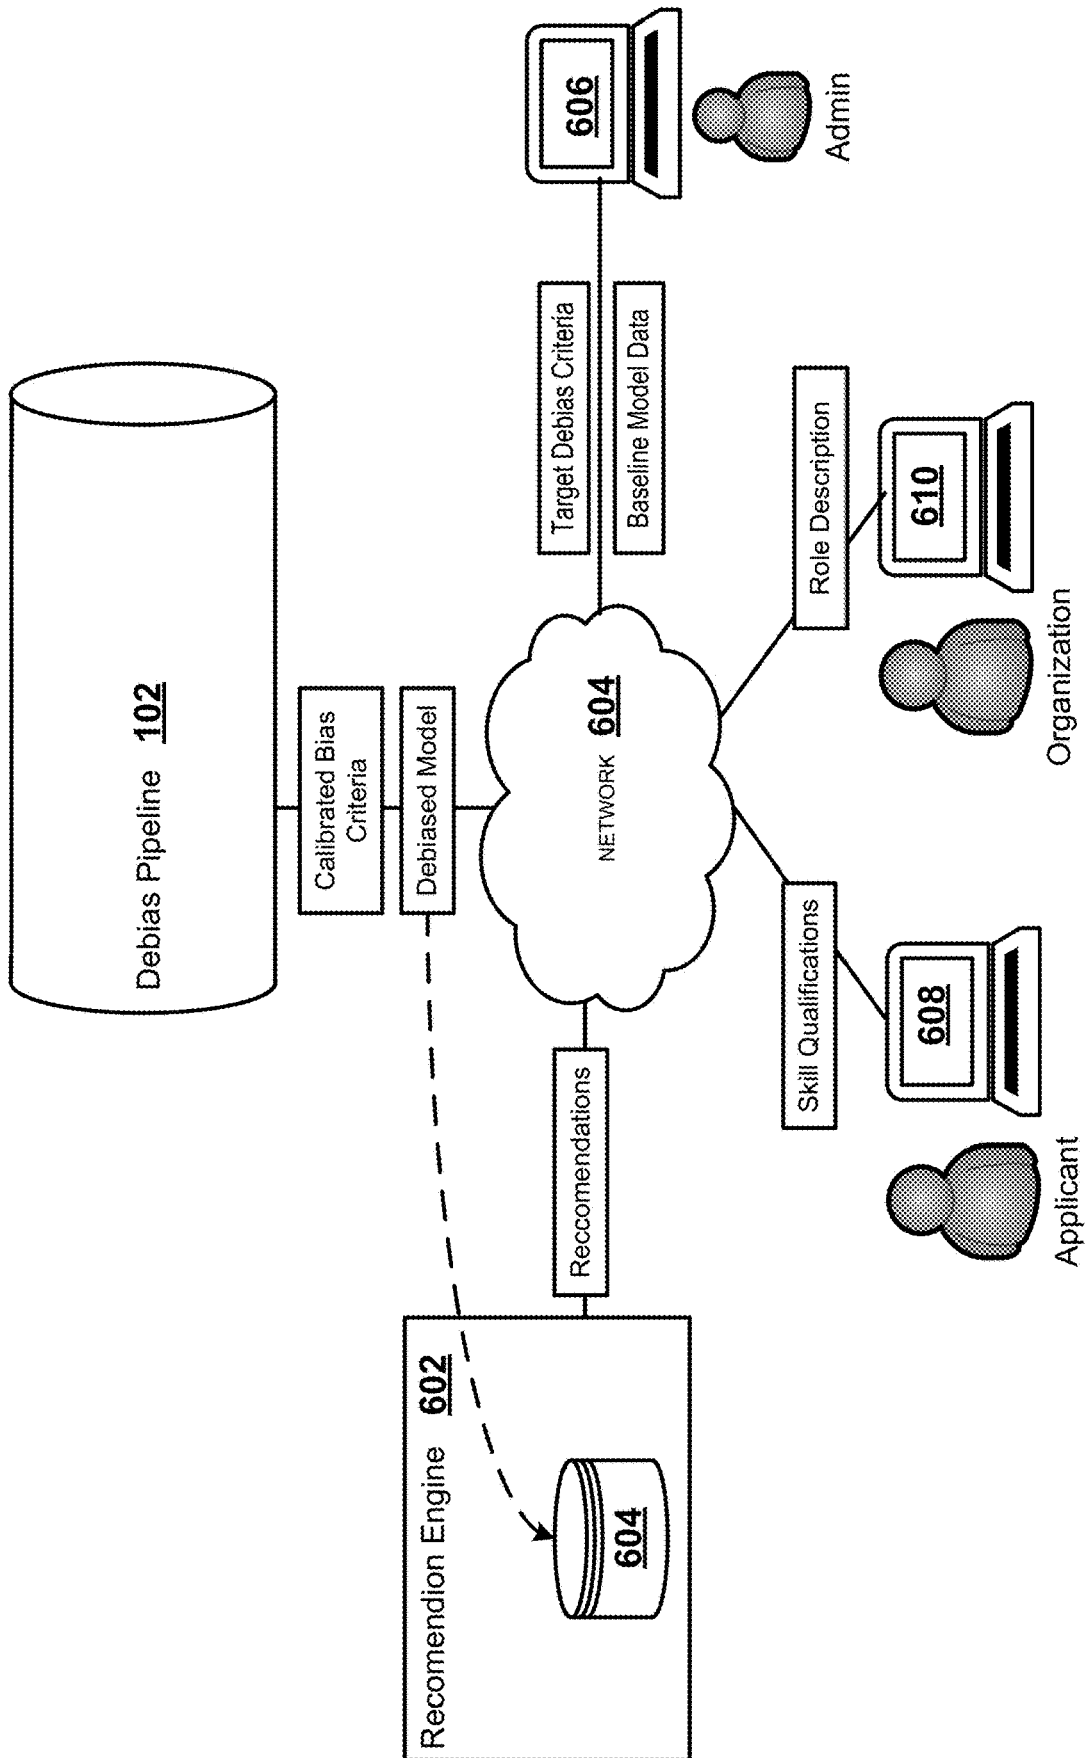 Debias Pipeline 102
Calibrated Bias
Criteria
Debiased Model
Recomendion Engine 602
604
Reccomendations
NETWORK 604
Target Debias Criteria
Baseline Model Data
606
Admin
Skill Qualifications
608
Applicant
Role Description
610
Organization